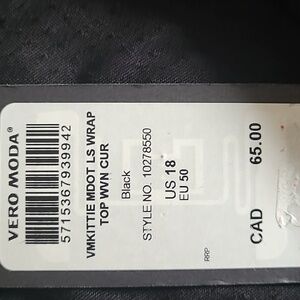 VERO MODA®
5715367939942
VMKITTIE MDOT LS WRAP
TOP WVN CUR
Black
STYLE NO. 10278550
US 18
EU 50
RRP
CAD 65.00